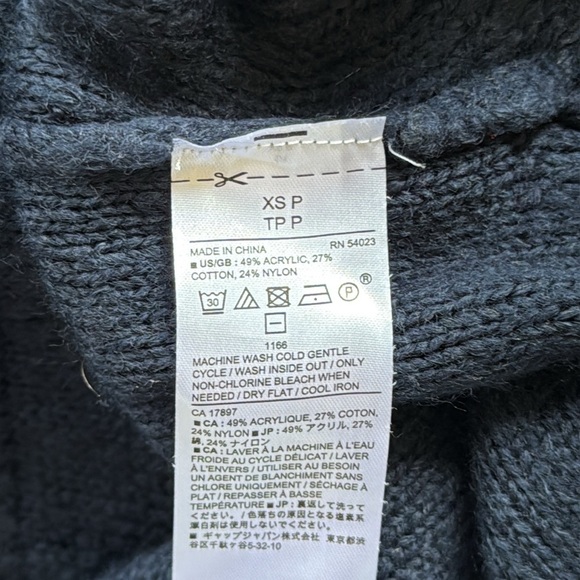 XS P
TP P
MADE IN CHINA RN 54023
■ US/GB : 49% ACRYLIC, 27%
COTTON, 24% NYLON
30 P ®
1166
MACHINE WASH COLD GENTLE
CYCLE / WASH INSIDE OUT / ONLY
NON-CHLORINE BLEACH WHEN
NEEDED / DRY FLAT / COOL IRON
CA 17897
■ CA : 49% ACRYLIQUE, 27% COTON,
24% NYLON ■ JP : 49% アクリル, 27%
綿, 24% ナイロン
■ CA : LAVER À LA MACHINE À L'EAU
FROIDE AU CYCLE DÉLICAT / LAVER
À L'ENVERS / UTILISER AU BESOIN
UN AGENT DE BLANCHIMENT SANS
CHLORE UNIQUEMENT / SÉCHAGE À
PLAT / REPASSER À BASSE
TEMPÉRATURE ■ JP : 裏返して洗って
ください。/ 色落ちの原因となる塩素系
漂白剤は使用しないでください。
■ ギャップジャパン株式会社 東京都渋
谷区千駄ヶ谷5-32-10